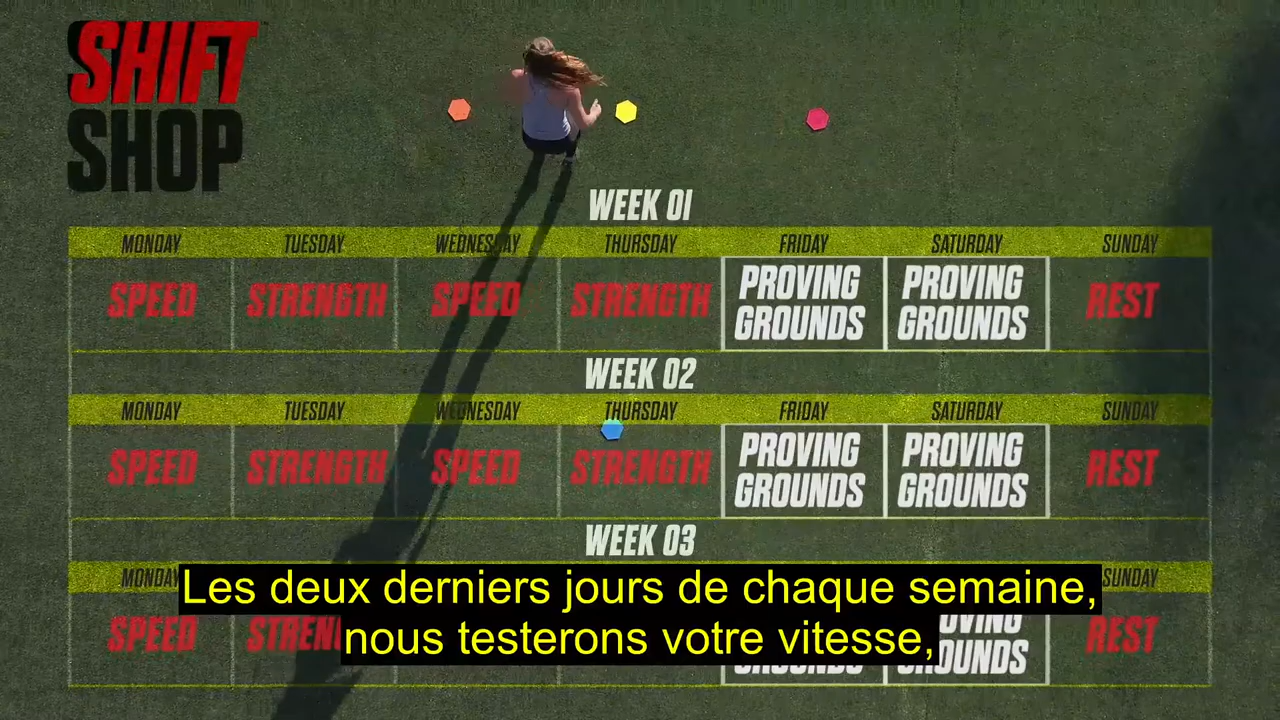 SHIFT
SHOP
WEEK 01
MONDAY TUESDAY WEDNESDAY THURSDAY FRIDAY SATURDAY SUNDAY
SPEED STRENGTH SPEED STRENGTH PROVING GROUNDS PROVING GROUNDS REST
WEEK 02
MONDAY TUESDAY WEDNESDAY THURSDAY FRIDAY SATURDAY SUNDAY
SPEED STRENGTH SPEED STRENGTH PROVING GROUNDS PROVING GROUNDS REST
WEEK 03
MONDAY SUNDAY
SPEED REST
Les deux derniers jours de chaque semaine,
nous testerons votre vitesse,